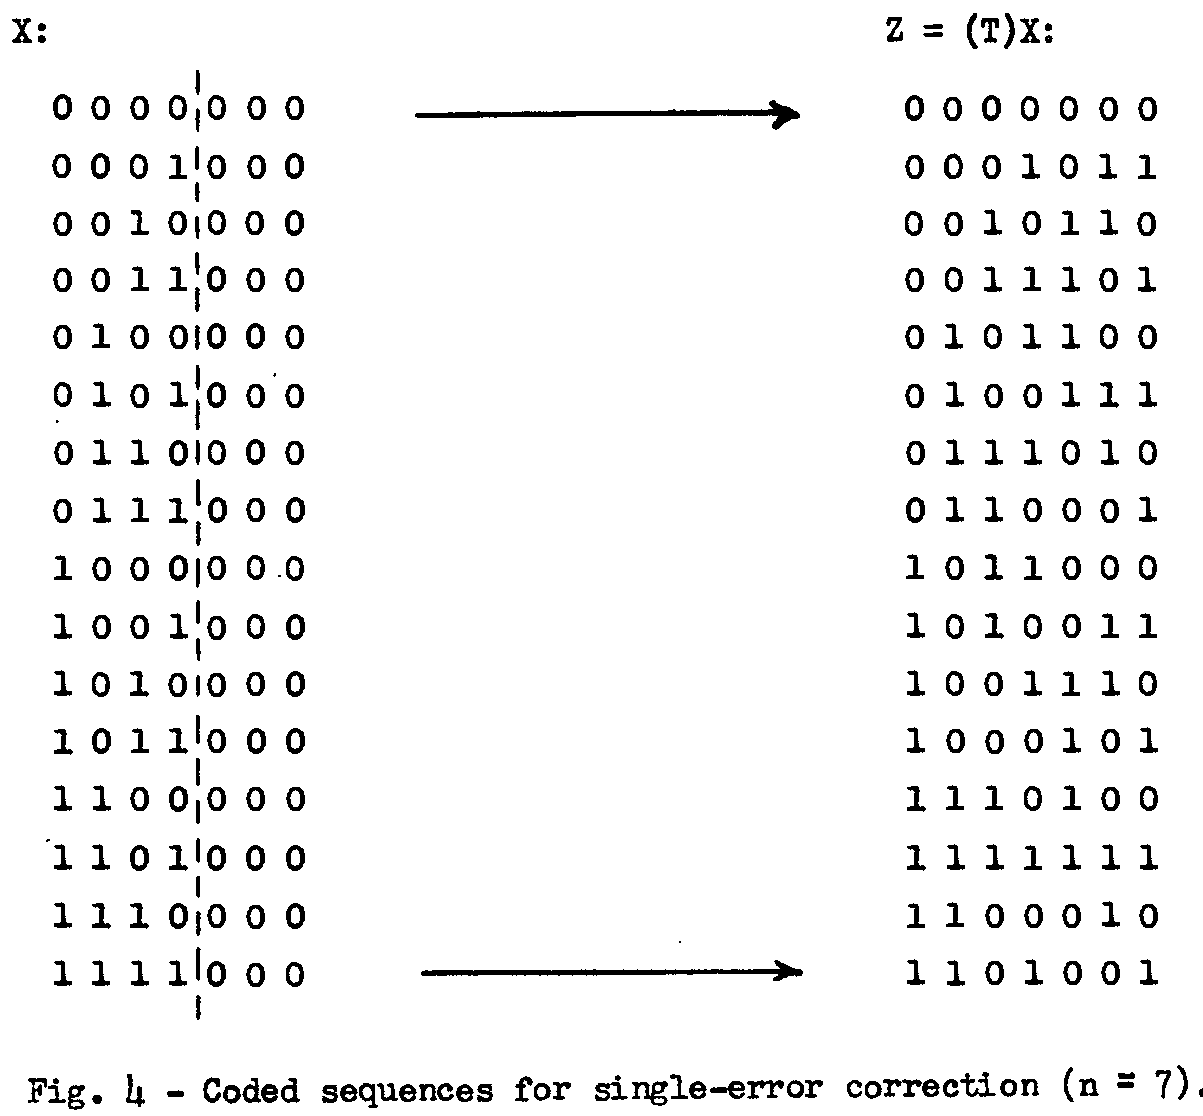 X: Z = (T)X:
0 0 0 0 0 0 0 0 0 0 0 0 0 0
0 0 0 1 0 0 0 0 0 0 1 0 1 1
0 0 1 0 0 0 0 0 0 1 0 1 1 0
0 0 1 1 0 0 0 0 0 1 1 1 0 1
0 1 0 0 0 0 0 0 1 0 1 1 0 0
0 1 0 1 0 0 0 0 1 0 0 1 1 1
0 1 1 0 0 0 0 0 1 1 1 0 1 0
0 1 1 1 0 0 0 0 1 1 0 0 0 1
1 0 0 0 0 0 0 1 0 1 1 0 0 0
1 0 0 1 0 0 0 1 0 1 0 0 1 1
1 0 1 0 0 0 0 1 0 0 1 1 1 0
1 0 1 1 0 0 0 1 0 0 0 1 0 1
1 1 0 0 0 0 0 1 1 1 0 1 0 0
1 1 0 1 0 0 0 1 1 1 1 1 1 1
1 1 1 0 0 0 0 1 1 0 0 0 1 0
1 1 1 1 0 0 0 1 1 0 1 0 0 1
Fig. 4 - Coded sequences for single-error correction (n = 7).